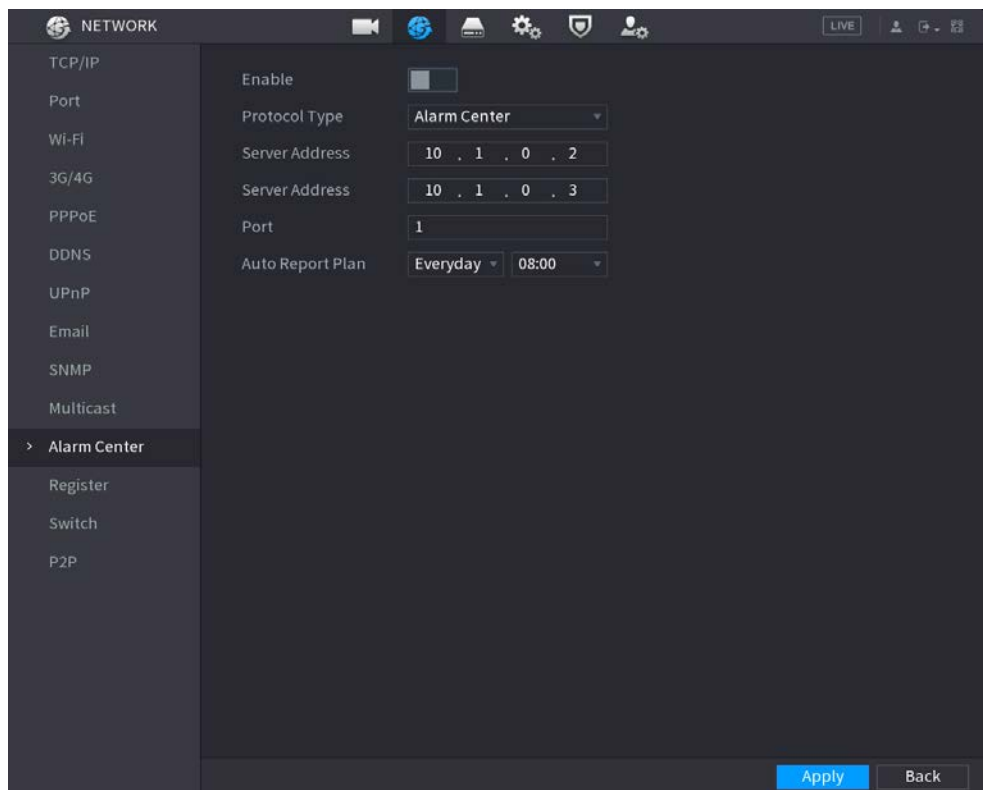 NETWORK
LIVE
TCP/IP
Port
Wi-Fi
3G/4G
PPPoE
DDNS
UPnP
Email
SNMP
Multicast
> Alarm Center
Register
Switch
P2P
Enable
Protocol Type Alarm Center
Server Address 10 . 1 . 0 . 2
Server Address 10 . 1 . 0 . 3
Port 1
Auto Report Plan Everyday 08:00
Apply Back